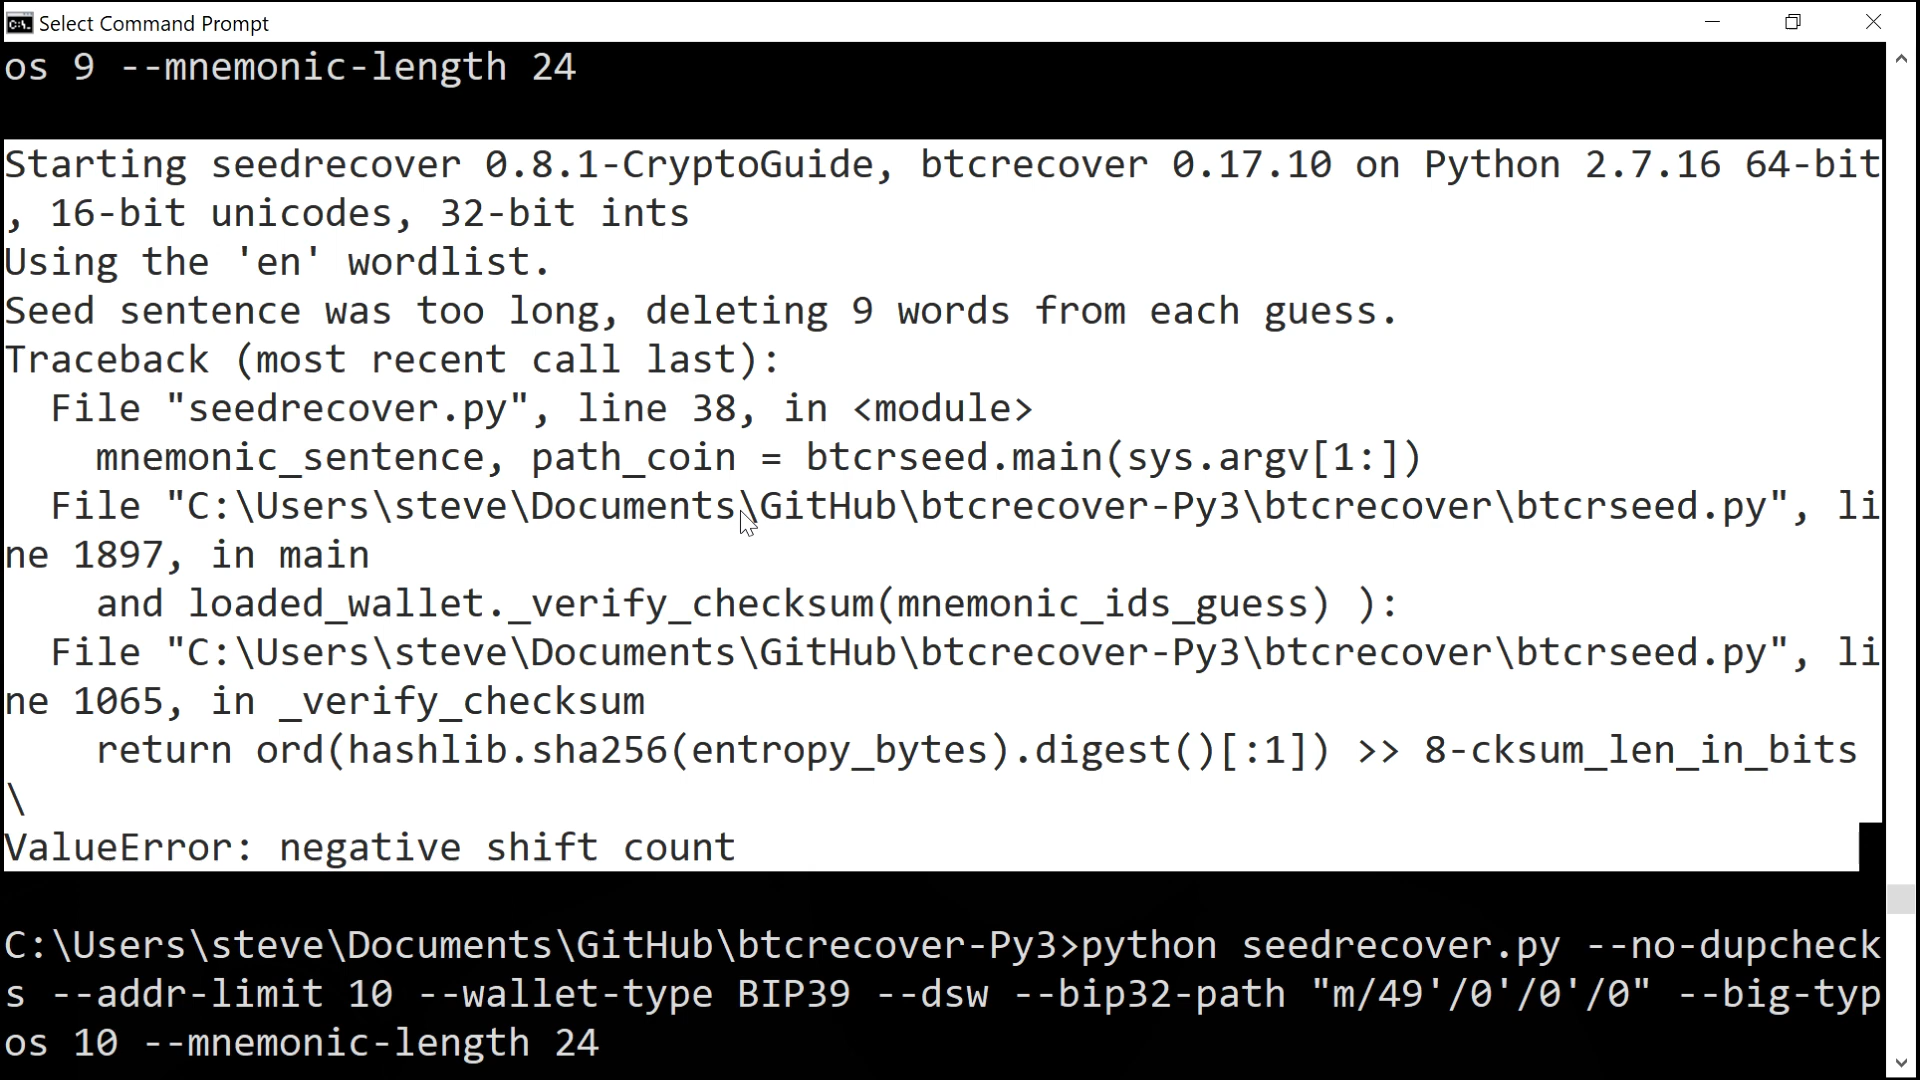 Select Command Prompt
os 9 --mnemonic-length 24
Starting seedrecover 0.8.1-CryptoGuide, btcrecover 0.17.10 on Python 2.7.16 64-bit
, 16-bit unicodes, 32-bit ints
Using the 'en' wordlist.
Seed sentence was too long, deleting 9 words from each guess.
Traceback (most recent call last):
  File "seedrecover.py", line 38, in <module>
    mnemonic_sentence, path_coin = btcrseed.main(sys.argv[1:])
  File "C:\Users\steve\Documents\GitHub\btcrecover-Py3\btcrecover\btcrseed.py", li
ne 1897, in main
    and loaded_wallet._verify_checksum(mnemonic_ids_guess) ):
  File "C:\Users\steve\Documents\GitHub\btcrecover-Py3\btcrecover\btcrseed.py", li
ne 1065, in _verify_checksum
    return ord(hashlib.sha256(entropy_bytes).digest()[:1]) >> 8-cksum_len_in_bits
\
ValueError: negative shift count
C:\Users\steve\Documents\GitHub\btcrecover-Py3>python seedrecover.py --no-dupcheck
s --addr-limit 10 --wallet-type BIP39 --dsw --bip32-path "m/49'/0'/0'/0" --big-typ
os 10 --mnemonic-length 24